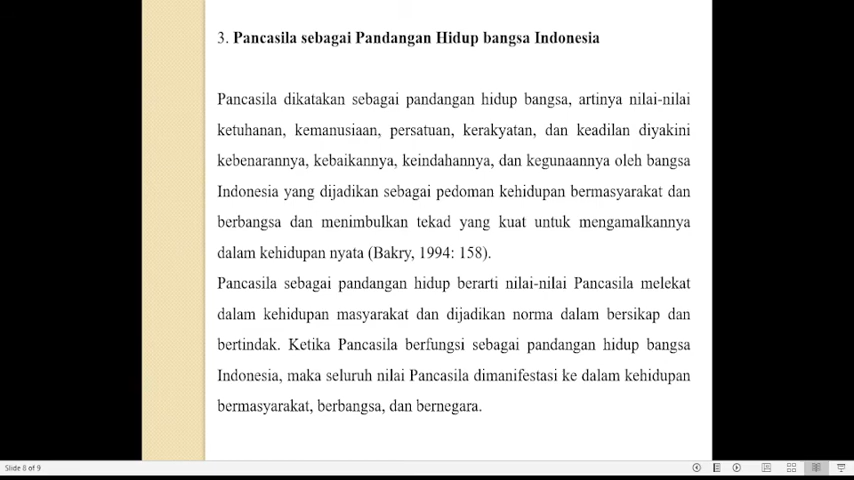 3. Pancasila sebagai Pandangan Hidup bangsa Indonesia
Pancasila dikatakan sebagai pandangan hidup bangsa, artinya nilai-nilai
ketuhanan, kemanusiaan, persatuan, kerakyatan, dan keadilan diyakini
kebenarannya, kebaikannya, keindahannya, dan kegunaannya oleh bangsa
Indonesia yang dijadikan sebagai pedoman kehidupan bermasyarakat dan
berbangsa dan menimbulkan tekad yang kuat untuk mengamalkannya
dalam kehidupan nyata (Bakry, 1994: 158).
Pancasila sebagai pandangan hidup berarti nilai-nilai Pancasila melekat
dalam kehidupan masyarakat dan dijadikan norma dalam bersikap dan
bertindak. Ketika Pancasila berfungsi sebagai pandangan hidup bangsa
Indonesia, maka seluruh nilai Pancasila dimanifestasi ke dalam kehidupan
bermasyarakat, berbangsa, dan bernegara.
Slide 8 of 9